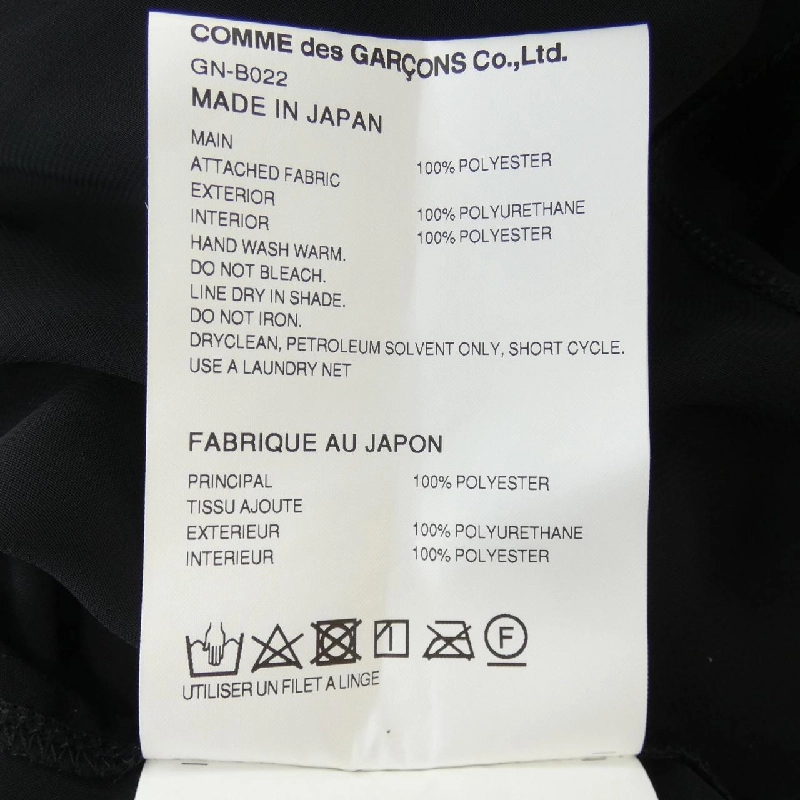 COMME des GARÇONS Co.,Ltd.
GN-B022
MADE IN JAPAN
MAIN 100% POLYESTER
ATTACHED FABRIC
EXTERIOR 100% POLYURETHANE
INTERIOR 100% POLYESTER
HAND WASH WARM.
DO NOT BLEACH.
LINE DRY IN SHADE.
DO NOT IRON.
DRYCLEAN, PETROLEUM SOLVENT ONLY, SHORT CYCLE.
USE A LAUNDRY NET
FABRIQUE AU JAPON
PRINCIPAL 100% POLYESTER
TISSU AJOUTE
EXTERIEUR 100% POLYURETHANE
INTERIEUR 100% POLYESTER
F
UTILISER UN FILET A LINGE